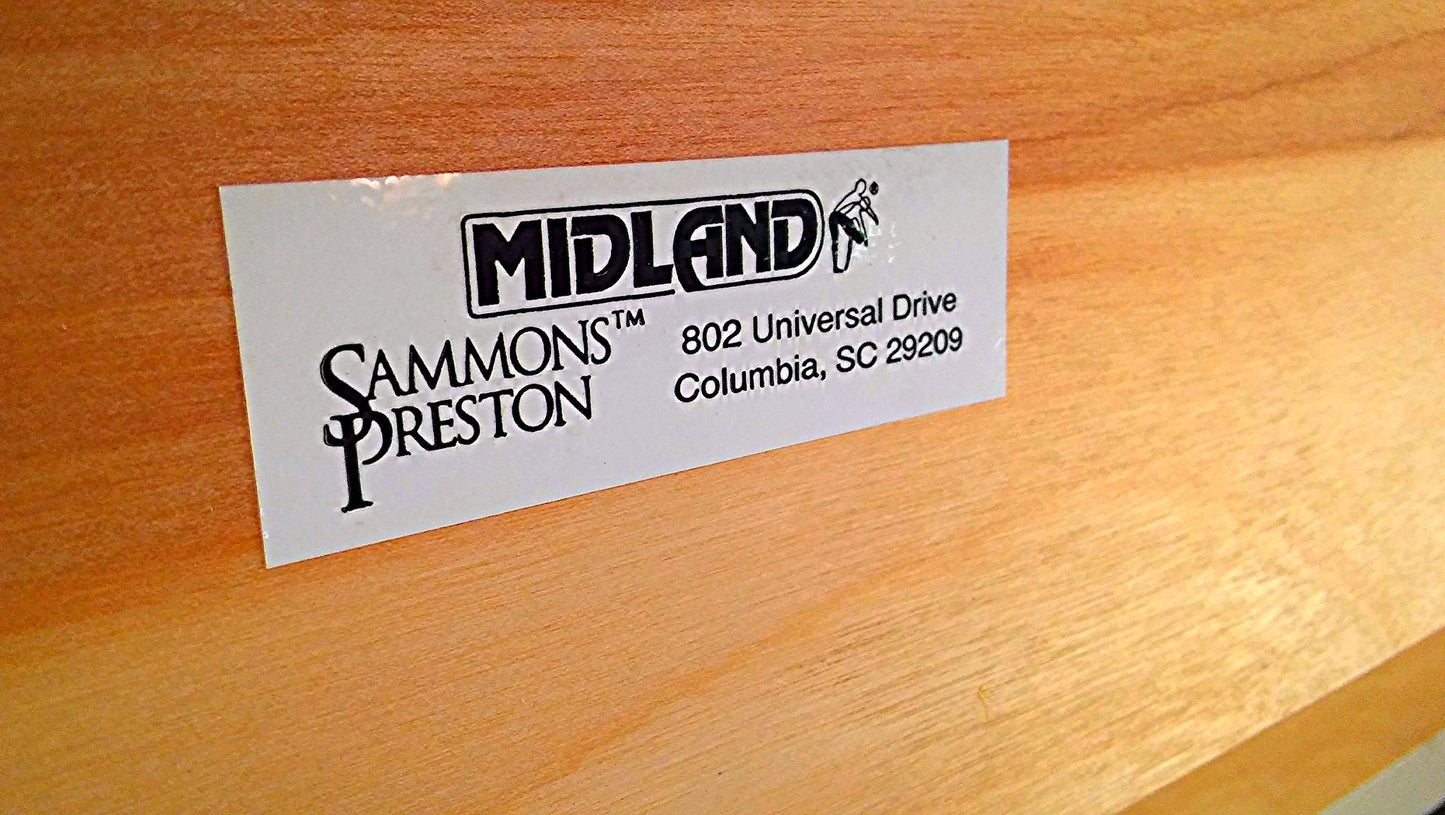 MIDLAND ®
SAMMONS™
PRESTON
802 Universal Drive
Columbia, SC 29209